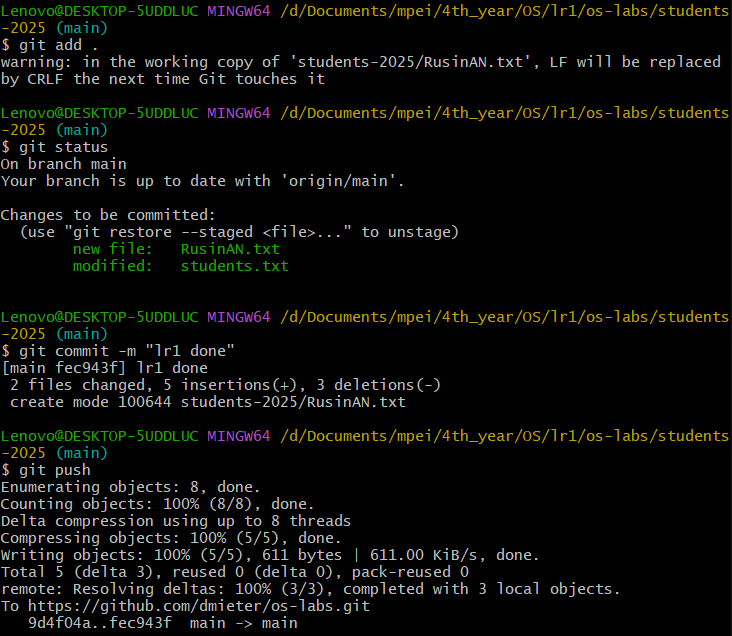 Lenovo@DESKTOP-5UDDLUC MINGW64 /d/Documents/mpei/4th_year/OS/lr1/os-labs/students
-2025 (main)
$ git add .
warning: in the working copy of 'students-2025/RusinAN.txt', LF will be replaced
by CRLF the next time Git touches it
Lenovo@DESKTOP-5UDDLUC MINGW64 /d/Documents/mpei/4th_year/OS/lr1/os-labs/students
-2025 (main)
$ git status
On branch main
Your branch is up to date with 'origin/main'.
Changes to be committed:
  (use "git restore --staged <file>..." to unstage)
        new file:   RusinAN.txt
        modified:   students.txt
Lenovo@DESKTOP-5UDDLUC MINGW64 /d/Documents/mpei/4th_year/OS/lr1/os-labs/students
-2025 (main)
$ git commit -m "lr1 done"
[main fec943f] lr1 done
 2 files changed, 5 insertions(+), 3 deletions(-)
 create mode 100644 students-2025/RusinAN.txt
Lenovo@DESKTOP-5UDDLUC MINGW64 /d/Documents/mpei/4th_year/OS/lr1/os-labs/students
-2025 (main)
$ git push
Enumerating objects: 8, done.
Counting objects: 100% (8/8), done.
Delta compression using up to 8 threads
Compressing objects: 100% (5/5), done.
Writing objects: 100% (5/5), 611 bytes | 611.00 KiB/s, done.
Total 5 (delta 3), reused 0 (delta 0), pack-reused 0
remote: Resolving deltas: 100% (3/3), completed with 3 local objects.
To https://github.com/dmieter/os-labs.git
   9d4f04a..fec943f  main -> main